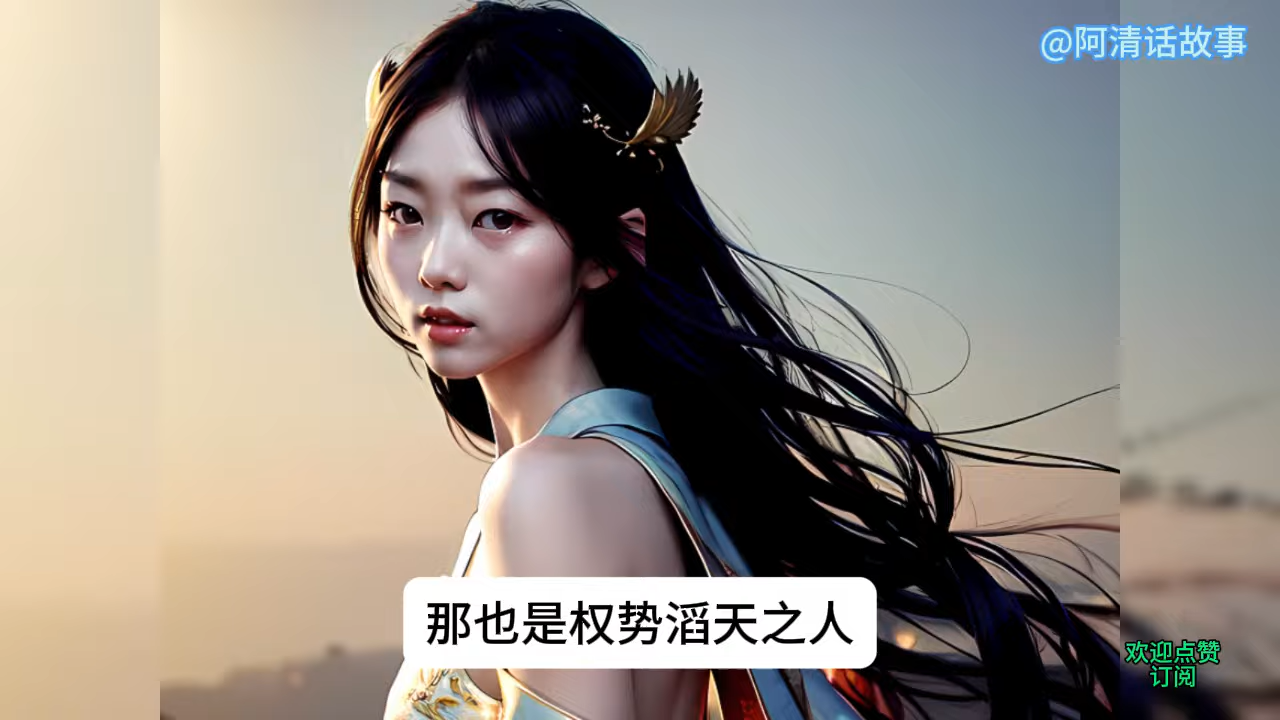 @阿清话故事
那也是权势滔天之人
欢迎点赞
订阅